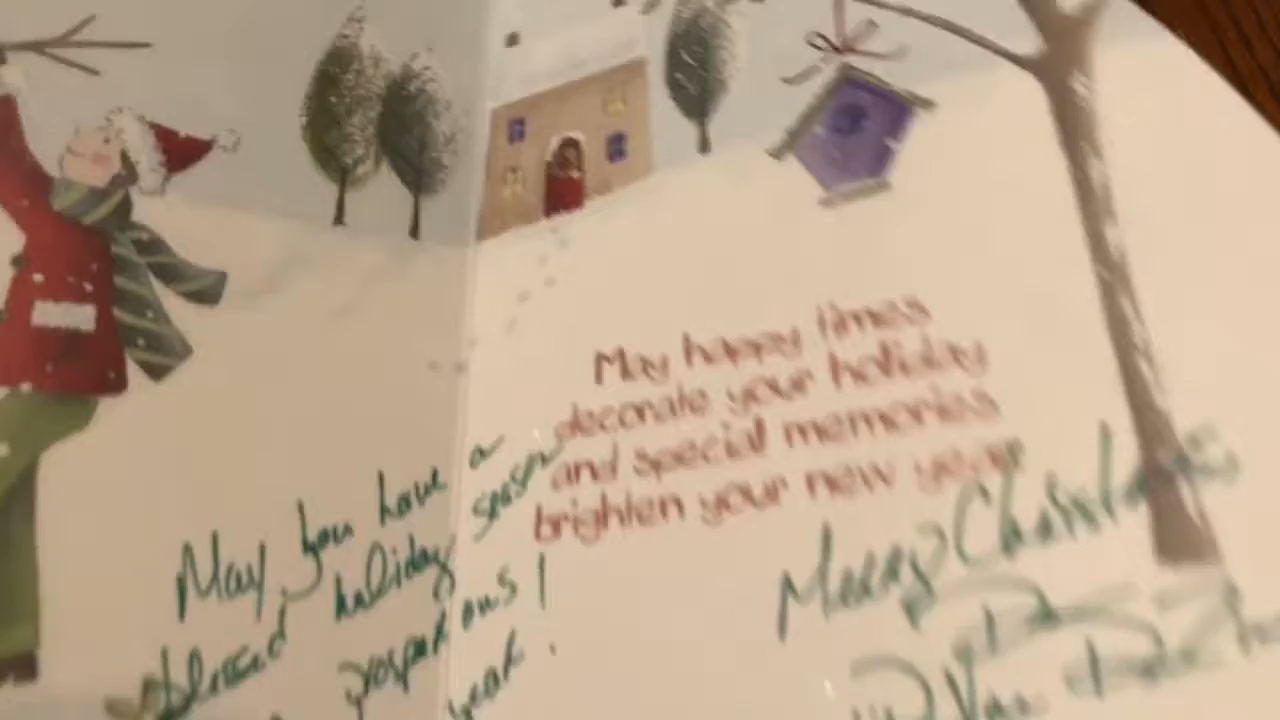 May happy times
decorate your holiday
and special memories
brighten your new year
May you have a
blessed holiday season
prosperous
year !
Merry Christmas